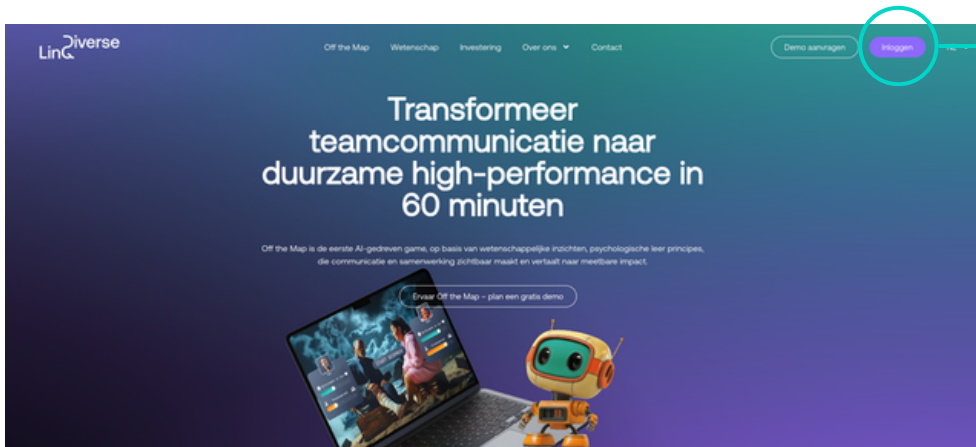 LinQDiverse
Off the Map
Wetenschap
Investering
Over ons
Contact
Demo aanvragen
Inloggen
NL
Transformeer
teamcommunicatie naar
duurzame high-performance in
60 minuten
Off the Map is de eerste AI-gedreven game, op basis van wetenschappelijke inzichten, psychologische leer principes,
die communicatie en samenwerking zichtbaar maakt en vertaalt naar meetbare impact.
Ervaar Off the Map – plan een gratis demo